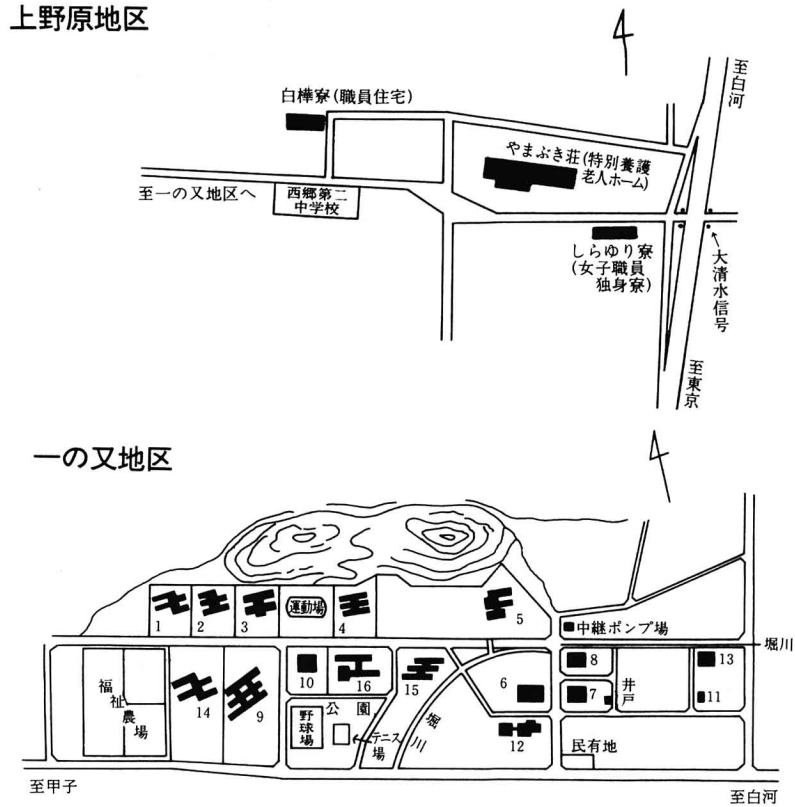 上野原地区
至白河
白樺寮(職員住宅)
やまぶき荘(特別養護
老人ホーム)
至一の又地区へ
西郷第二
中学校
しらゆり寮
(女子職員
独身寮)
大清水信号
至東京
一の又地区
1
2
3
運動場
4
5
中継ポンプ場
堀川
福祉農場
14
9
10
16
15
6
8
7
井戸
13
11
公園
野球場
テニス場
堀川
12
民有地
至甲子
至白河